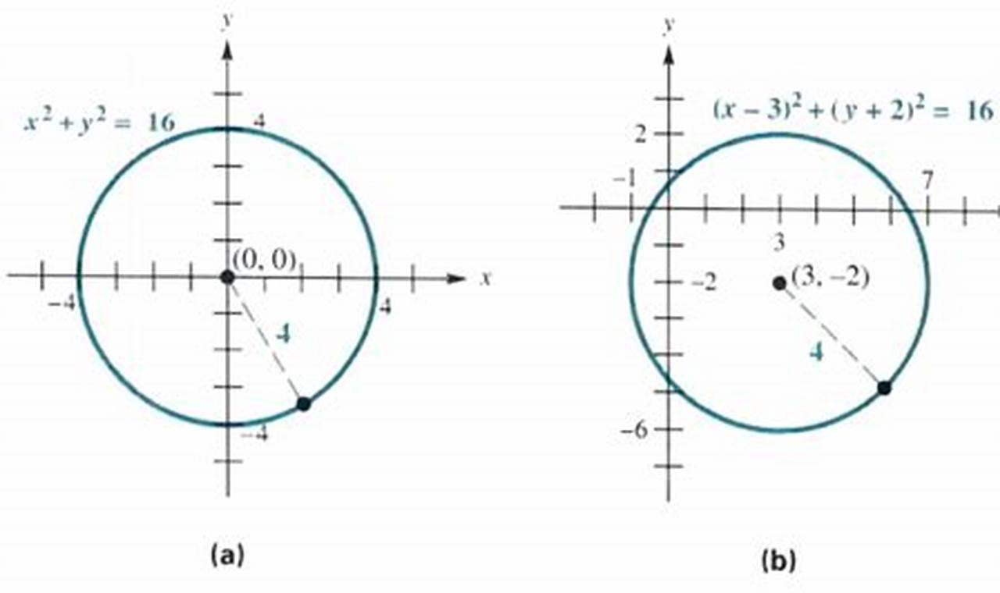 y
x² + y² = 16
4
(0, 0)
x
–4
4
4
–4
(a)
y
(x – 3)² + (y + 2)² = 16
2
–1
7
3
–2
(3, –2)
4
–6
(b)